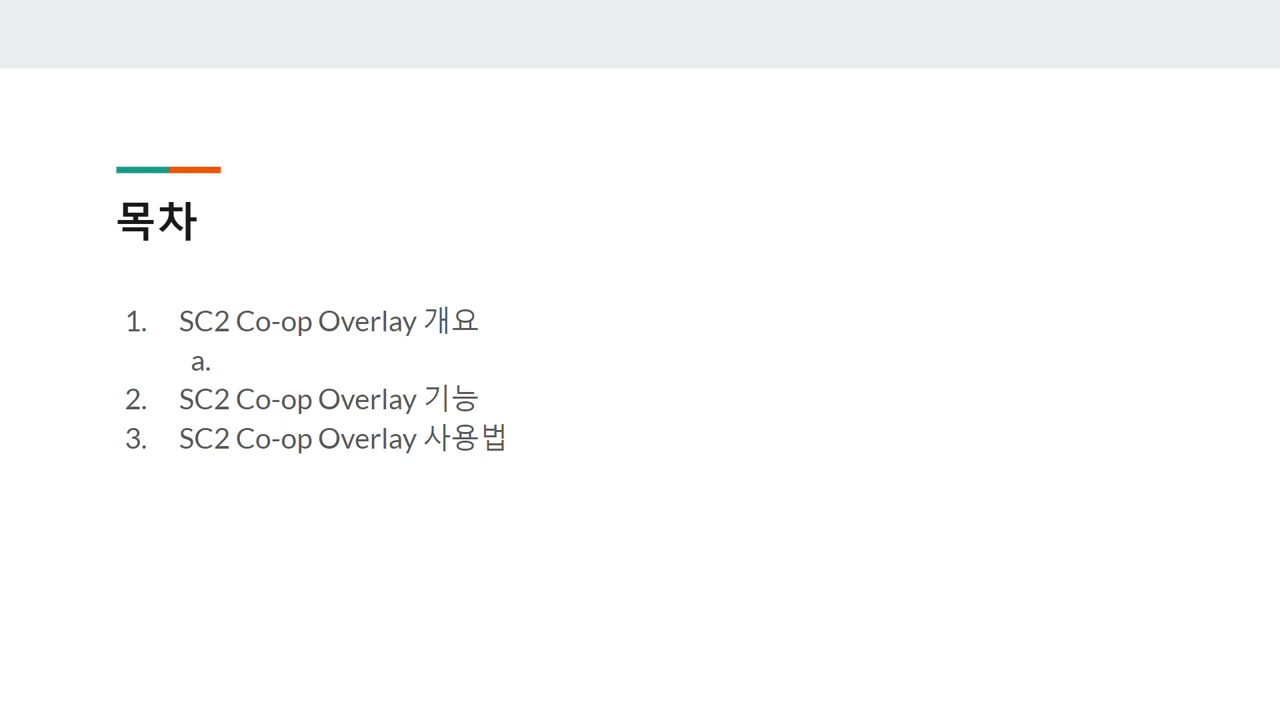 목차
1. SC2 Co-op Overlay 개요
a.
2. SC2 Co-op Overlay 기능
3. SC2 Co-op Overlay 사용법